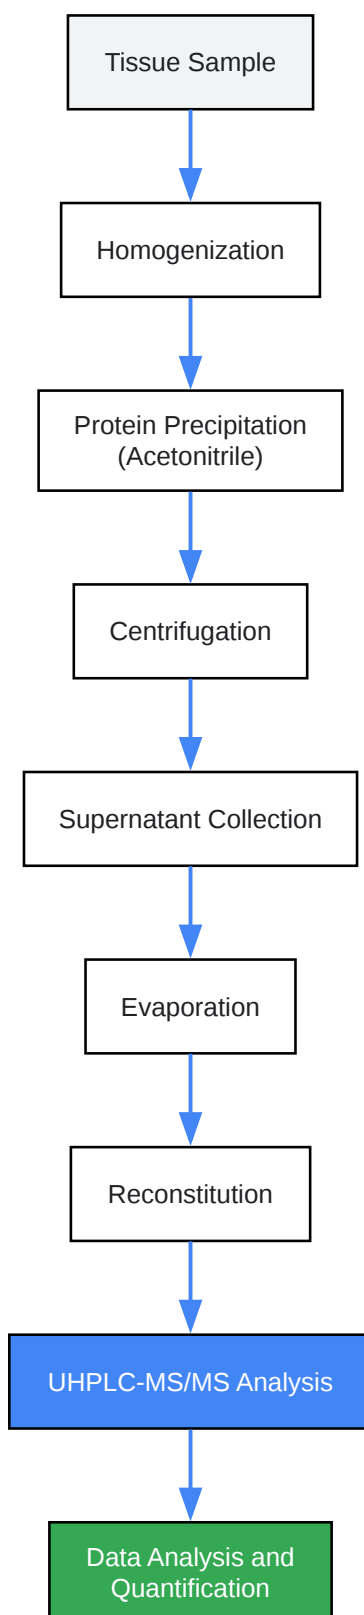 Tissue Sample
Homogenization
Protein Precipitation
(Acetonitrile)
Centrifugation
Supernatant Collection
Evaporation
Reconstitution
UHPLC-MS/MS Analysis
Data Analysis and
Quantification